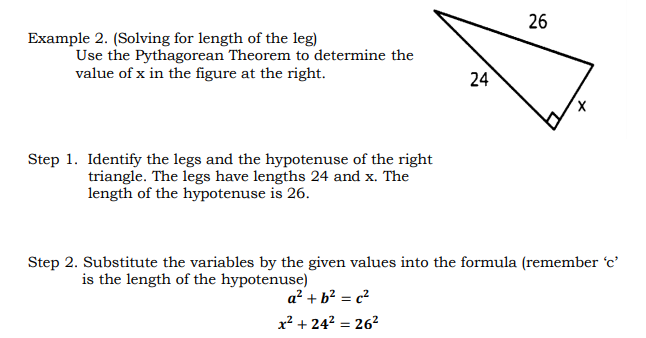 Example 2. (Solving for length of the leg)
Use the Pythagorean Theorem to determine the
value of x in the figure at the right.
26
24
x
Step 1. Identify the legs and the hypotenuse of the right
triangle. The legs have lengths 24 and x. The
length of the hypotenuse is 26.
Step 2. Substitute the variables by the given values into the formula (remember ‘c’
is the length of the hypotenuse)
a² + b² = c²
x² + 24² = 26²